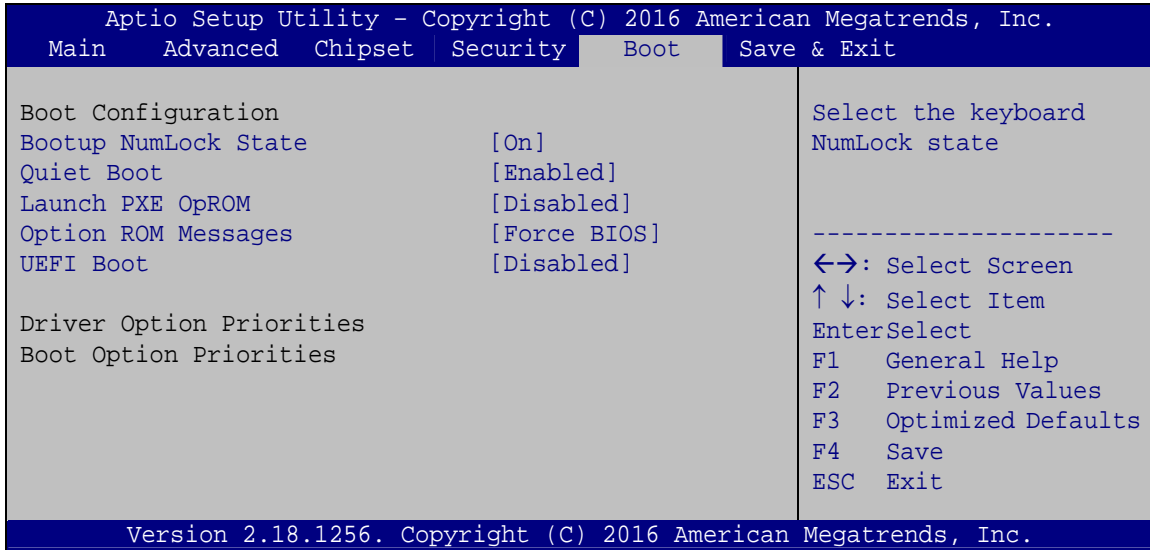 Aptio Setup Utility – Copyright (C) 2016 American Megatrends, Inc.
Main Advanced Chipset Security Boot Save & Exit
Boot Configuration
Bootup NumLock State [On]
Quiet Boot [Enabled]
Launch PXE OpROM [Disabled]
Option ROM Messages [Force BIOS]
UEFI Boot [Disabled]
Driver Option Priorities
Boot Option Priorities
Select the keyboard
NumLock state
---------------------
←→: Select Screen
↑ ↓: Select Item
EnterSelect
F1 General Help
F2 Previous Values
F3 Optimized Defaults
F4 Save
ESC Exit
Version 2.18.1256. Copyright (C) 2016 American Megatrends, Inc.